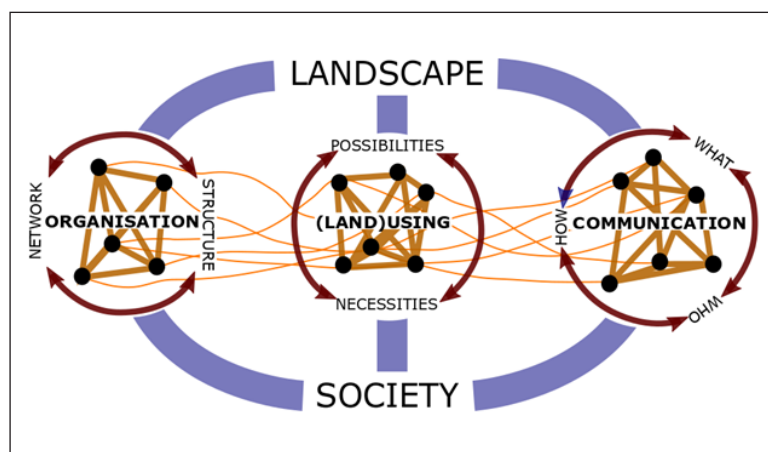 LANDSCAPE
POSSIBILITIES
WHAT
NETWORK
ORGANISATION
STRUCTURE
(LAND)USING
HOW
COMMUNICATION
NECESSITIES
WHO
SOCIETY